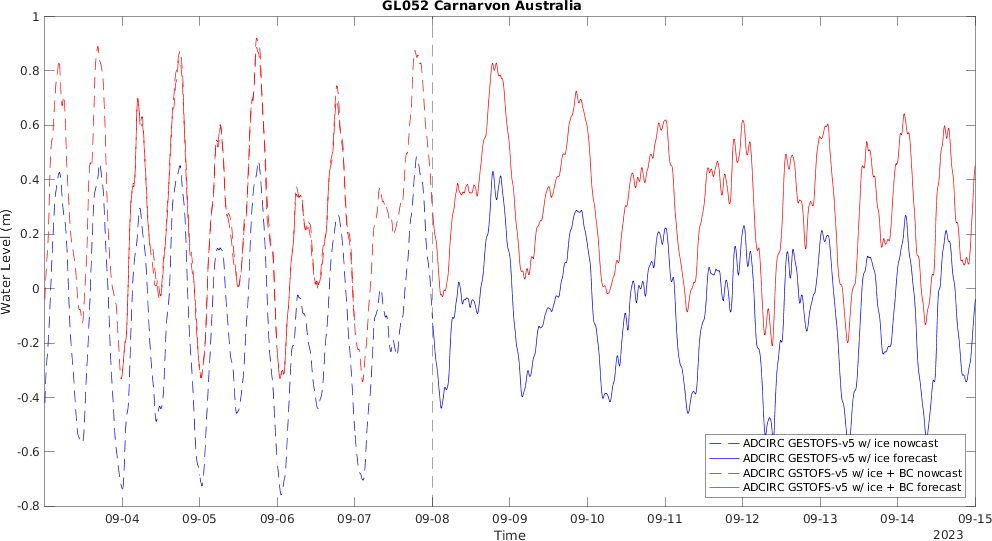 GL052 Carnarvon Australia
Water Level (m)
1
0.8
0.6
0.4
0.2
0
-0.2
-0.4
-0.6
-0.8
ADCIRC GESTOFS-v5 w/ ice nowcast
ADCIRC GESTOFS-v5 w/ ice forecast
ADCIRC GSTOFS-v5 w/ ice + BC nowcast
ADCIRC GSTOFS-v5 w/ ice + BC forecast
09-04 09-05 09-06 09-07 09-08 09-09 09-10 09-11 09-12 09-13 09-14 09-15
Time
2023